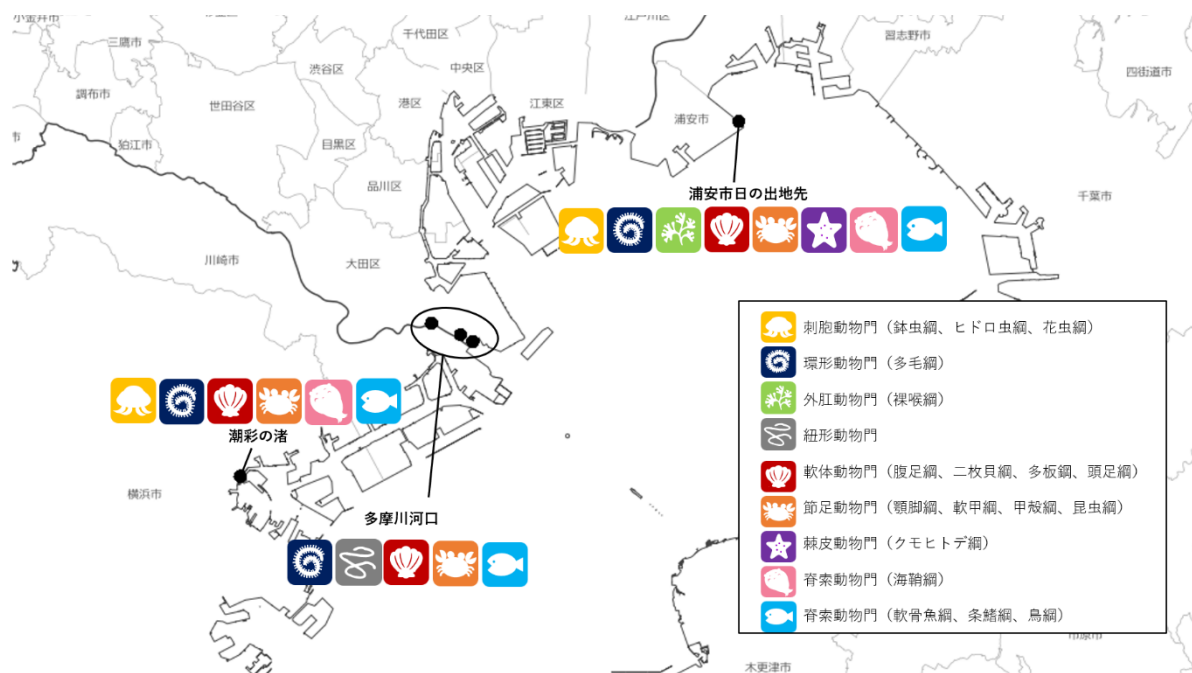 小金井市
三鷹市
調布市
狛江市
市
世田谷区
渋谷区
目黒区
千代田区
中央区
港区
品川区
江東区
江戸川区
浦安市
習志野市
四街道市
千葉市
浦安市日の出地先
川崎市
大田区
潮彩の渚
横浜市
多摩川河口
刺胞動物門（鉢虫綱、ヒドロ虫綱、花虫綱）
環形動物門（多毛綱）
外肛動物門（裸喉綱）
紐形動物門
軟体動物門（腹足綱、二枚貝綱、多板鋼、頭足綱）
節足動物門（顎脚綱、軟甲綱、甲殻綱、昆虫綱）
棘皮動物門（クモヒトデ綱）
脊索動物門（海鞘綱）
脊索動物門（軟骨魚綱、条鰭綱、鳥綱）
市原市
木更津市